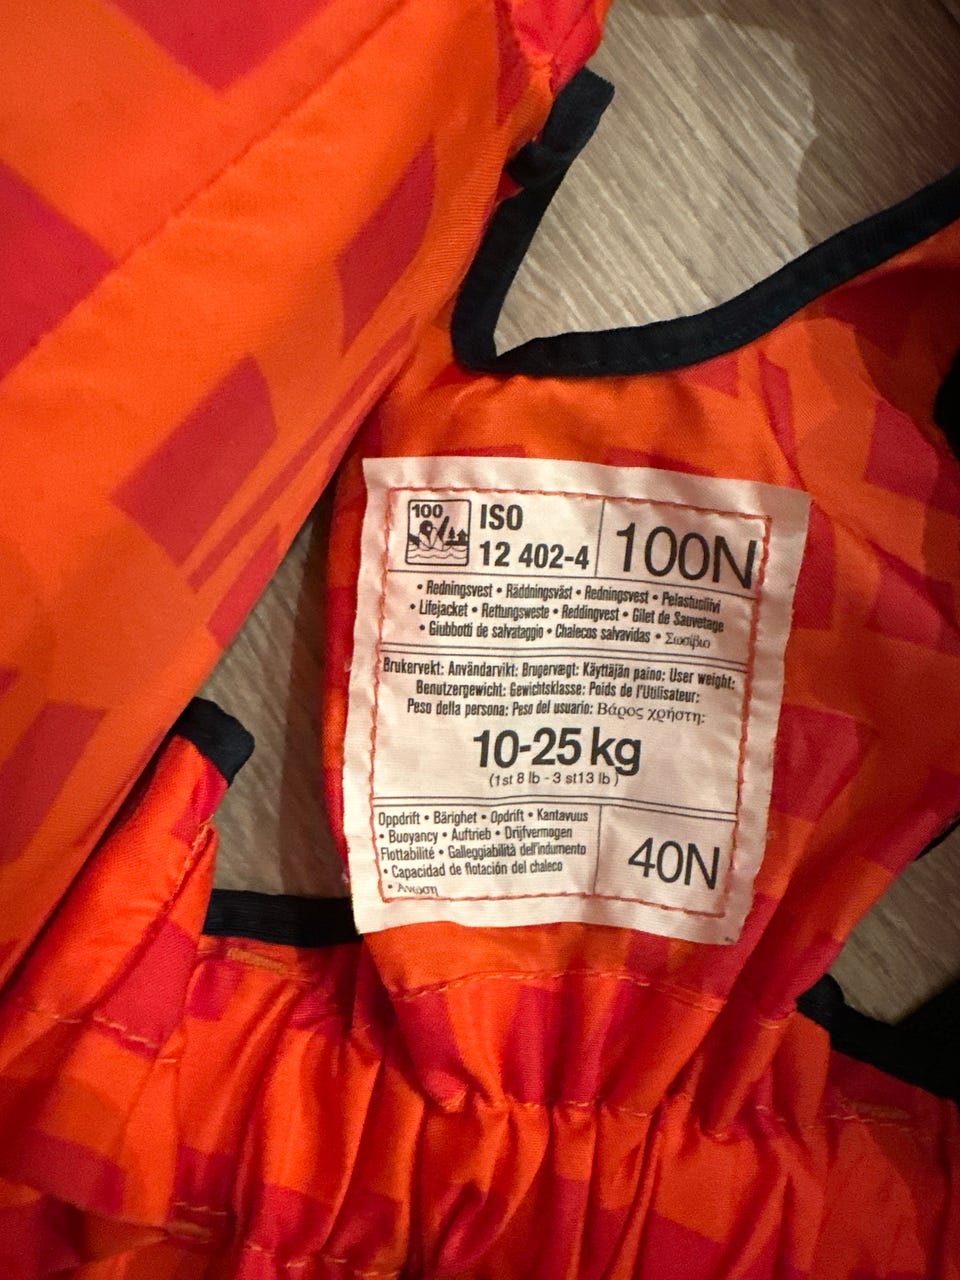 100
ISO
12 402-4
100N
• Redningsvest • Räddningsväst • Redningsvest • Pelastusliivi
• Lifejacket • Rettungsweste • Reddingvest • Gilet de Sauvetage
• Giubbotti de salvataggio • Chalecos salvavidas • Σωσίβιο
Brukervekt: Användarvikt: Brugervægt: Käyttäjän paino: User weight:
Benutzergewicht: Gewichtsklasse: Poids de l'Utilisateur:
Peso della persona: Peso del usuario: Βάρος χρήστη:
10-25 kg
(1st 8 lb - 3 st13 lb )
Oppdrift • Bärighet • Opdrift • Kantavuus
• Buoyancy • Auftrieb • Drijfvermogen
Flottabilité • Galleggiabilità dell'indumento
• Capacidad de flotación del chaleco
• Άνωση
40N